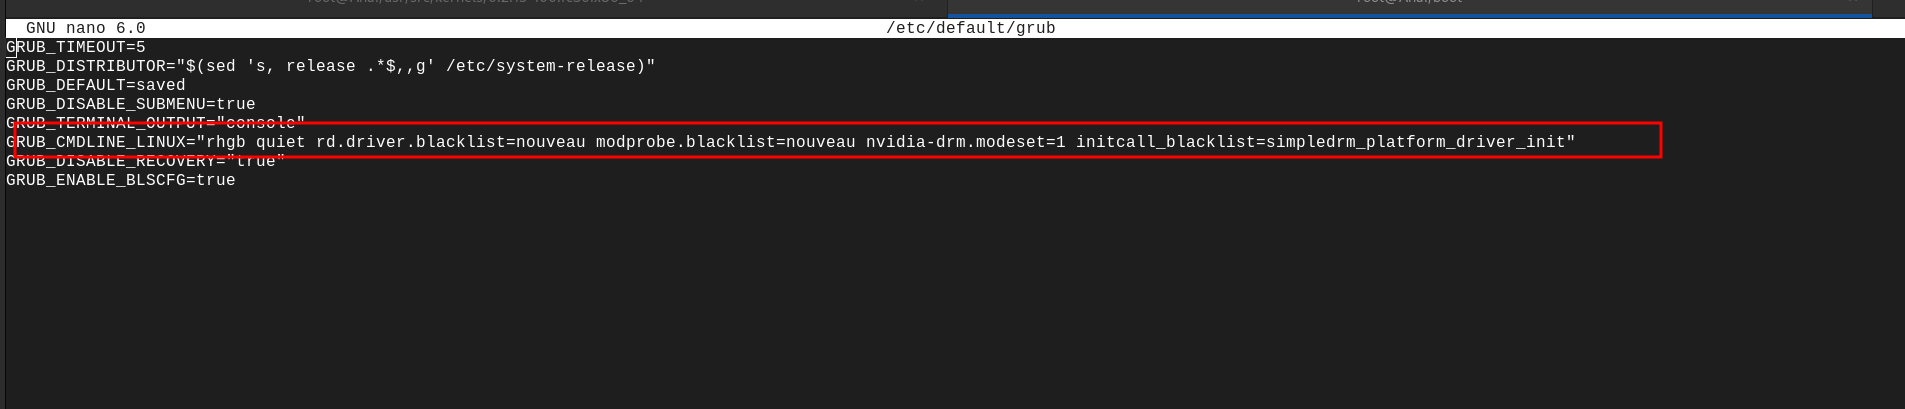 GNU nano 6.0 /etc/default/grub
GRUB_TIMEOUT=5
GRUB_DISTRIBUTOR="$(sed 's, release .*$,,g' /etc/system-release)"
GRUB_DEFAULT=saved
GRUB_DISABLE_SUBMENU=true
GRUB_TERMINAL_OUTPUT="console"
GRUB_CMDLINE_LINUX="rhgb quiet rd.driver.blacklist=nouveau modprobe.blacklist=nouveau nvidia-drm.modeset=1 initcall_blacklist=simpledrm_platform_driver_init"
GRUB_DISABLE_RECOVERY="true"
GRUB_ENABLE_BLSCFG=true